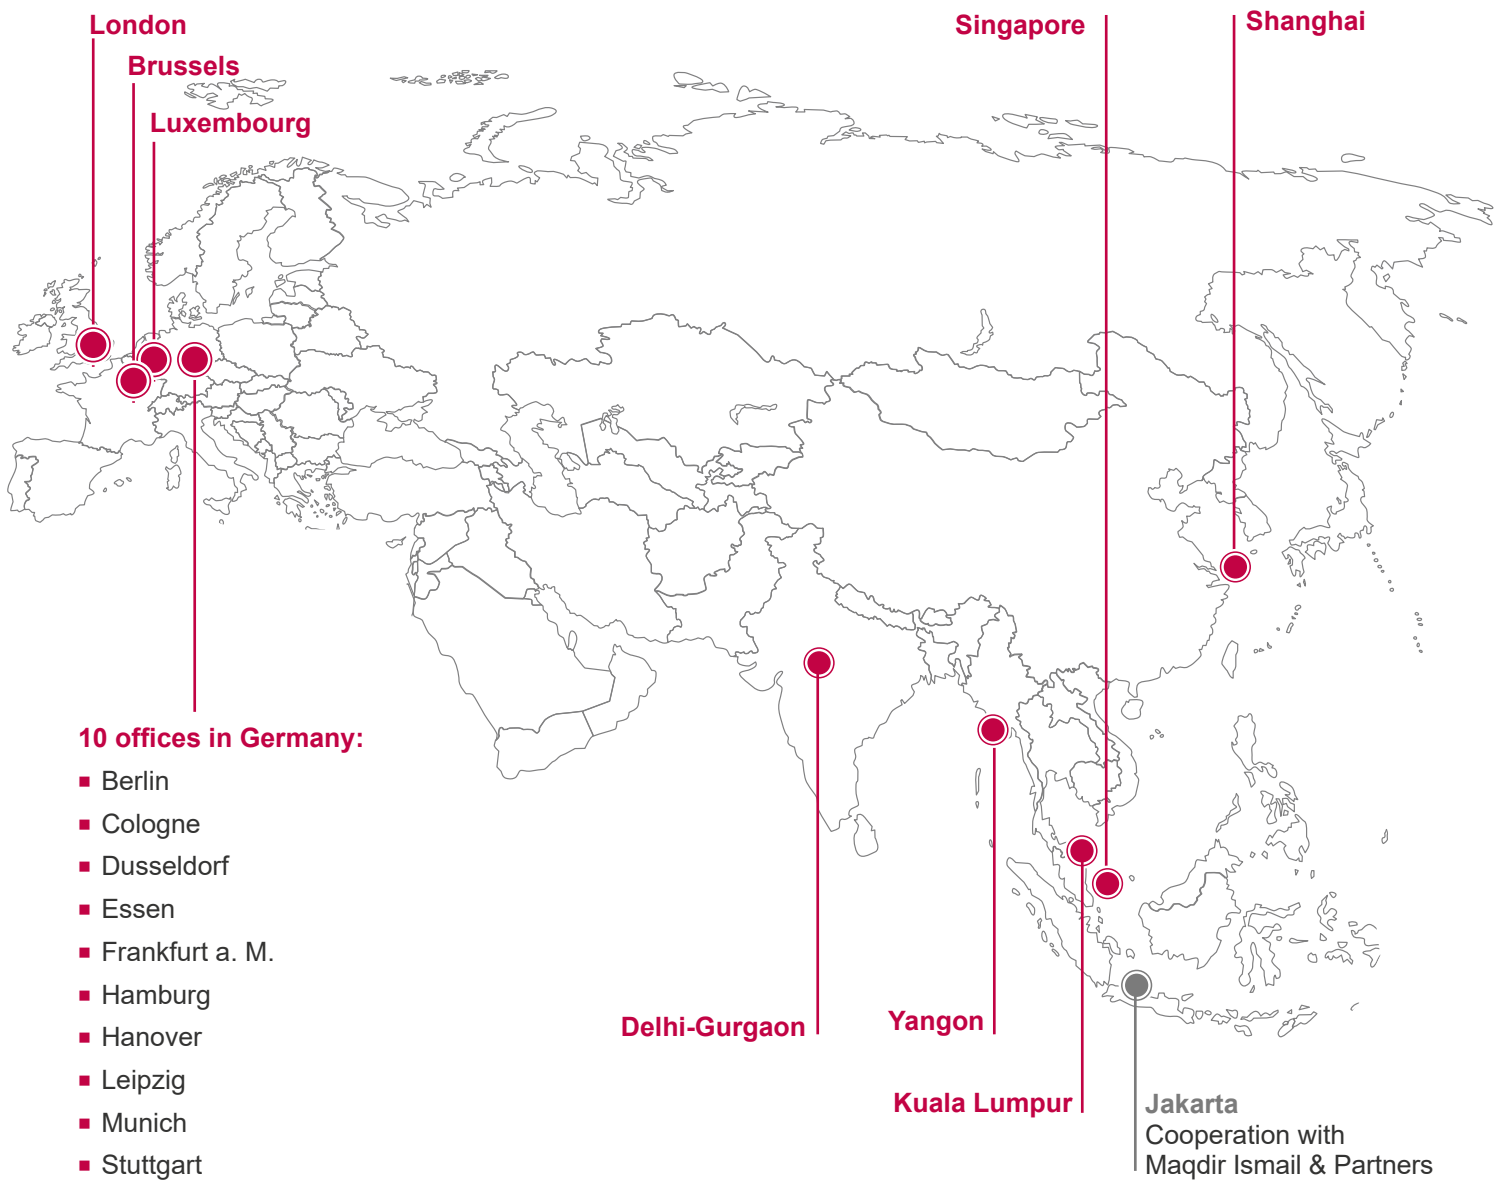 London
Brussels
Luxembourg
Singapore
Shanghai
10 offices in Germany:
Berlin
Cologne
Dusseldorf
Essen
Frankfurt a. M.
Hamburg
Hanover
Leipzig
Munich
Stuttgart
Delhi-Gurgaon
Yangon
Kuala Lumpur
Jakarta
Cooperation with
Maqdir Ismail & Partners